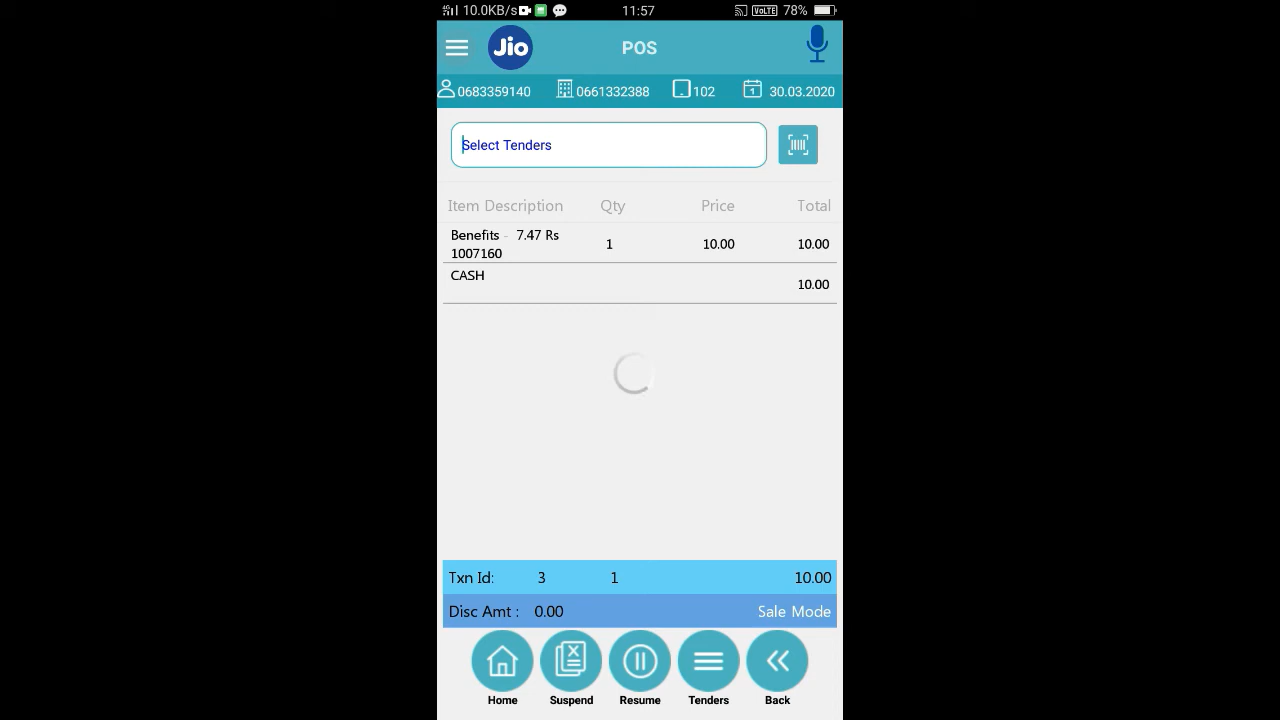 4G 10.0KB/s 11:57 VoLTE 78%
Jio POS
0683359140 0661332388 102 1 30.03.2020
Select Tenders
Item Description Qty Price Total
Benefits - 7.47 Rs
1007160 1 10.00 10.00
CASH
10.00
Txn Id: 3 1 10.00
Disc Amt : 0.00 Sale Mode
Home Suspend Resume Tenders Back